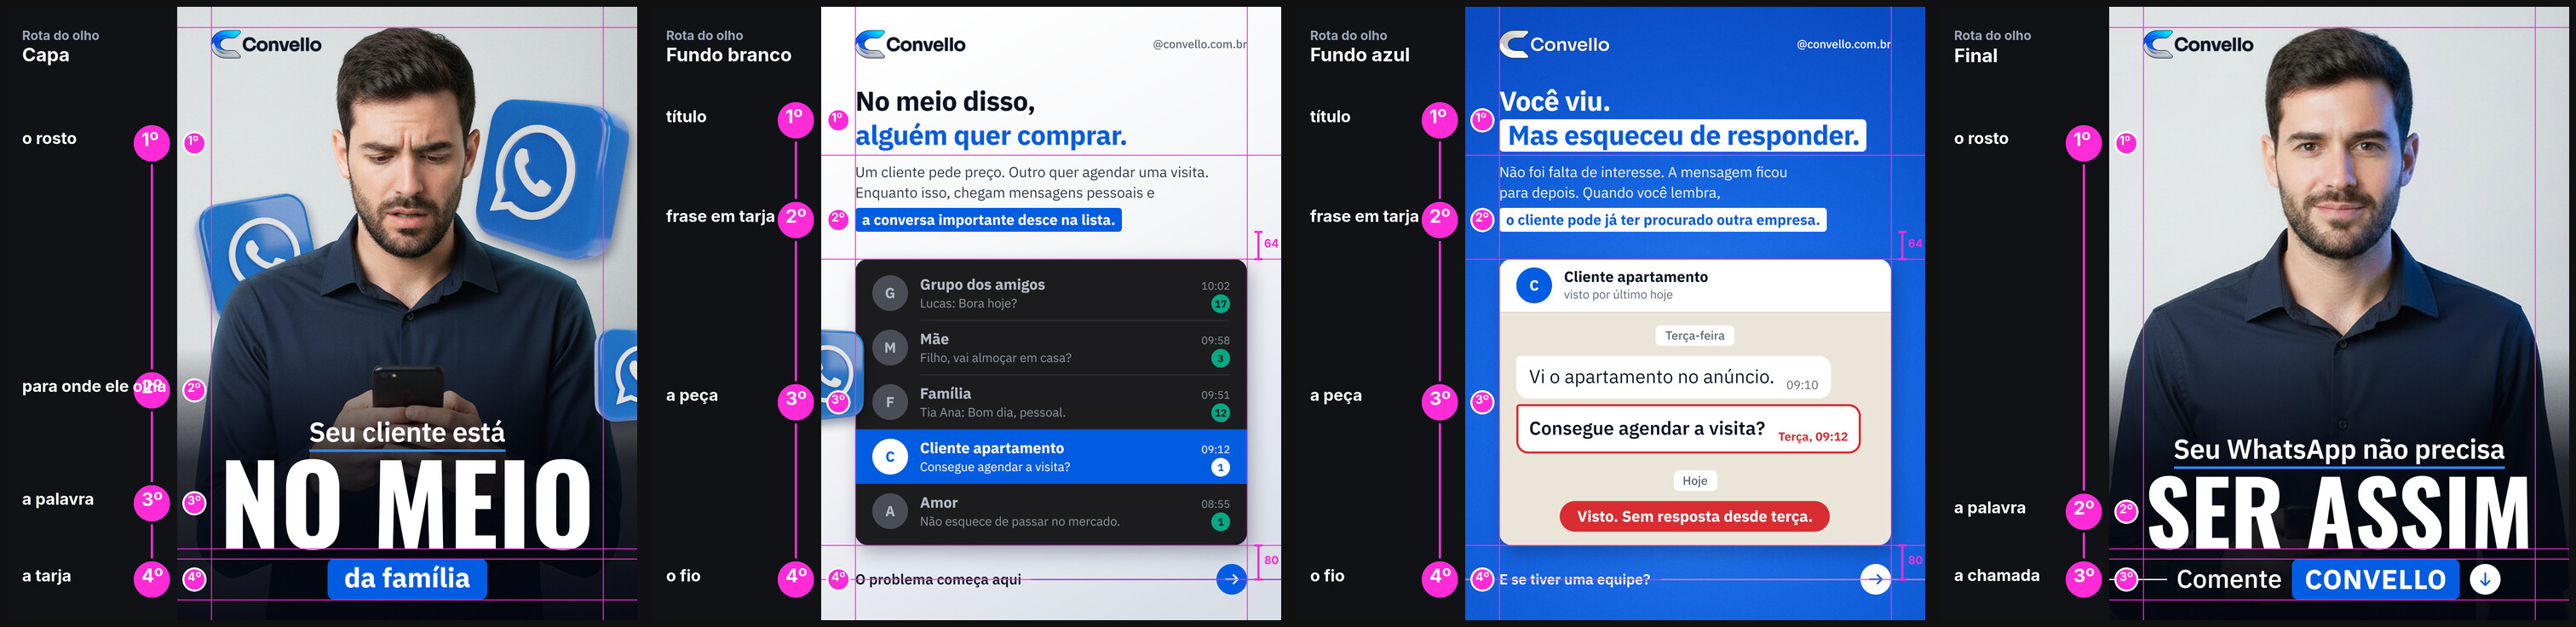 Rota do olho
Capa
o rosto
1º
1º
para onde ele olha
2º
2º
a palavra
3º
3º
a tarja
4º
4º
Convello
Seu cliente está
NO MEIO
da família
Rota do olho
Fundo branco
título
1º
1º
frase em tarja
2º
2º
a peça
3º
3º
o fio
4º
4º
Convello
@convello.com.br
No meio disso,
alguém quer comprar.
Um cliente pede preço. Outro quer agendar uma visita.
Enquanto isso, chegam mensagens pessoais e
a conversa importante desce na lista.
64
G
Grupo dos amigos
10:02
Lucas: Bora hoje?
17
M
Mãe
09:58
Filho, vai almoçar em casa?
3
F
Família
09:51
Tia Ana: Bom dia, pessoal.
12
C
Cliente apartamento
09:12
Consegue agendar a visita?
1
A
Amor
08:55
Não esquece de passar no mercado.
1
80
O problema começa aqui
Rota do olho
Fundo azul
título
1º
1º
frase em tarja
2º
2º
a peça
3º
3º
o fio
4º
4º
Convello
@convello.com.br
Você viu.
Mas esqueceu de responder.
Não foi falta de interesse. A mensagem ficou
para depois. Quando você lembra,
o cliente pode já ter procurado outra empresa.
64
C
Cliente apartamento
visto por último hoje
Terça-feira
Vi o apartamento no anúncio. 09:10
Consegue agendar a visita? Terça, 09:12
Hoje
Visto. Sem resposta desde terça.
80
E se tiver uma equipe?
Rota do olho
Final
o rosto
1º
1º
a palavra
2º
2º
a chamada
3º
3º
Convello
Seu WhatsApp não precisa
SER ASSIM
Comente CONVELLO